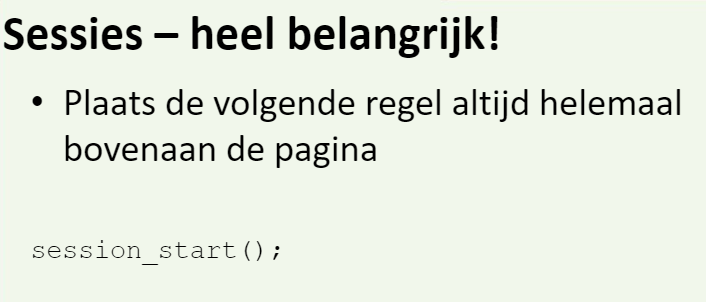 Sessies – heel belangrijk!
• Plaats de volgende regel altijd helemaal
bovenaan de pagina
session_start();